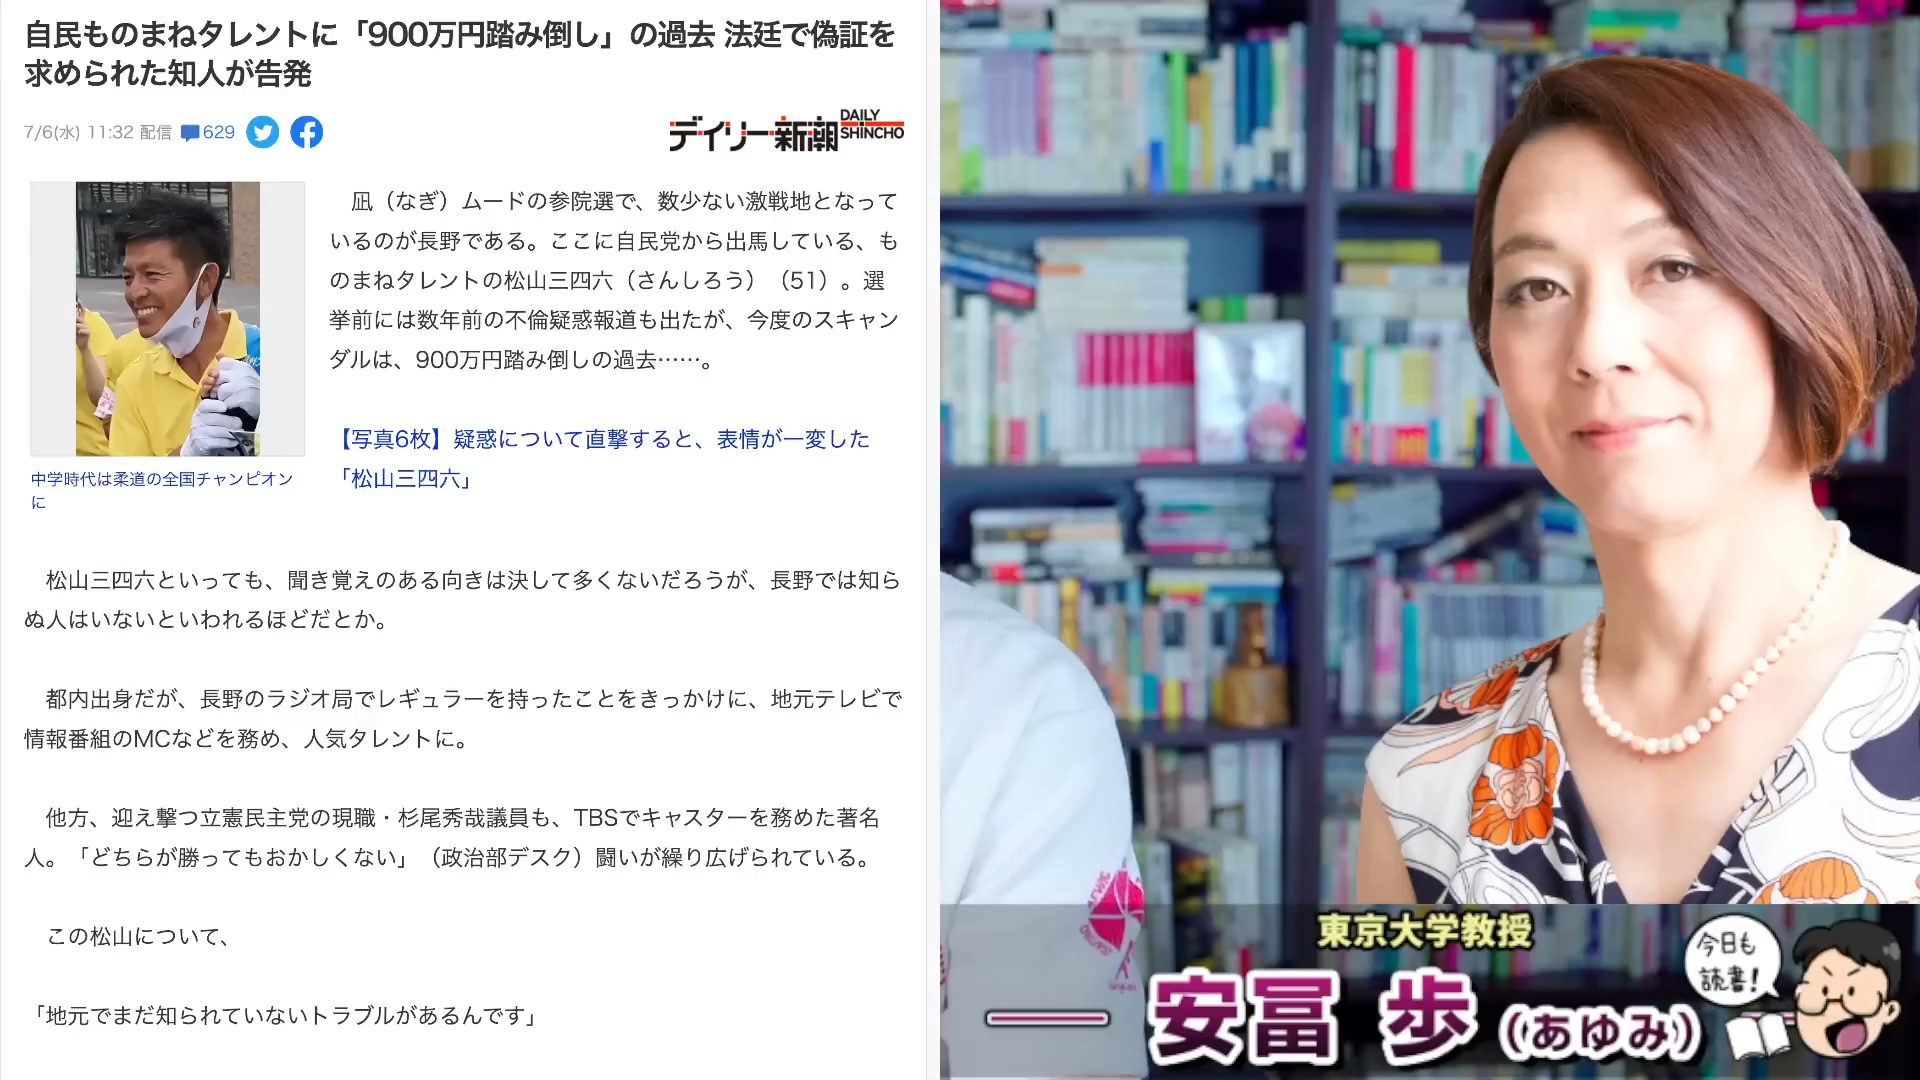 自民ものまねタレントに「900万円踏み倒し」の過去 法廷で偽証を
求められた知人が告発
7/6(水) 11:32 配信 629
デイリー新潮 DAILY SHINCHO
凪（なぎ）ムードの参院選で、数少ない激戦地となって
いるのが長野である。ここに自民党から出馬している、も
のまねタレントの松山三四六（さんしろう）（51）。選
挙前には数年前の不倫疑惑報道も出たが、今度のスキャン
ダルは、900万円踏み倒しの過去……。
【写真6枚】疑惑について直撃すると、表情が一変した
「松山三四六」
中学時代は柔道の全国チャンピオン
に
松山三四六といっても、聞き覚えのある向きは決して多くないだろうが、長野では知ら
ぬ人はいないといわれるほどだとか。
都内出身だが、長野のラジオ局でレギュラーを持ったことをきっかけに、地元テレビで
情報番組のMCなどを務め、人気タレントに。
他方、迎え撃つ立憲民主党の現職・杉尾秀哉議員も、TBSでキャスターを務めた著名
人。「どちらが勝ってもおかしくない」（政治部デスク）闘いが繰り広げられている。
この松山について、
「地元でまだ知られていないトラブルがあるんです」
東京大学教授
安冨 歩 (あゆみ)
今日も
読書!